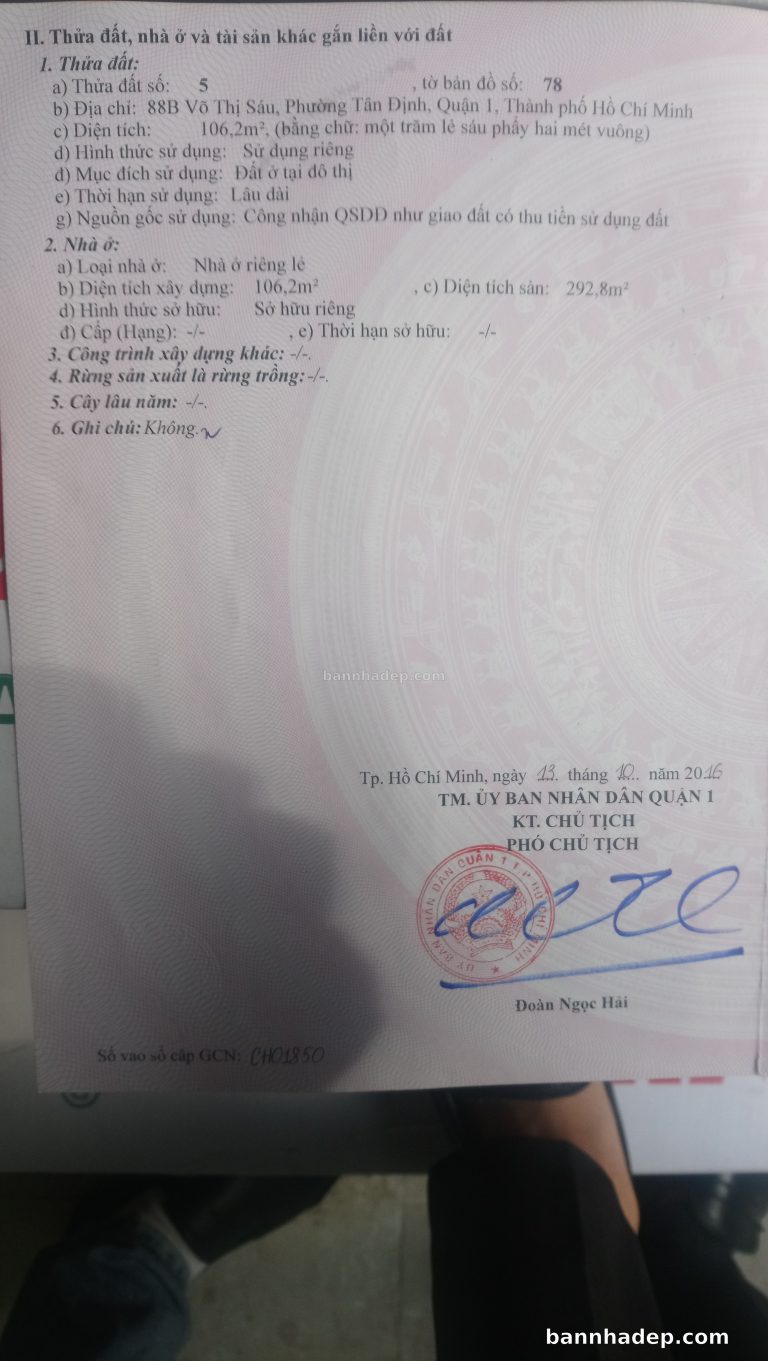 II. Thửa đất, nhà ở và tài sản khác gắn liền với đất
1. Thửa đất:
a) Thửa đất số: 5 , tờ bản đồ số: 78
b) Địa chỉ: 88B Võ Thị Sáu, Phường Tân Định, Quận 1, Thành phố Hồ Chí Minh
c) Diện tích: 106,2m², (bằng chữ: một trăm lẻ sáu phẩy hai mét vuông)
d) Hình thức sử dụng: Sử dụng riêng
đ) Mục đích sử dụng: Đất ở tại đô thị
e) Thời hạn sử dụng: Lâu dài
g) Nguồn gốc sử dụng: Công nhận QSDĐ như giao đất có thu tiền sử dụng đất
2. Nhà ở:
a) Loại nhà ở: Nhà ở riêng lẻ
b) Diện tích xây dựng: 106,2m² , c) Diện tích sàn: 292,8m²
d) Hình thức sở hữu: Sở hữu riêng
đ) Cấp (Hạng): -/- , e) Thời hạn sở hữu: -/-
3. Công trình xây dựng khác: -/-.
4. Rừng sản xuất là rừng trồng: -/-.
5. Cây lâu năm: -/-.
6. Ghi chú: Không.
bannhadep.com
Tp. Hồ Chí Minh, ngày 13. tháng 10.. năm 2016
TM. ỦY BAN NHÂN DÂN QUẬN 1
KT. CHỦ TỊCH
PHÓ CHỦ TỊCH
ỦY BAN NHÂN DÂN QUẬN 1 T.P HỒ CHÍ MINH
Đoàn Ngọc Hải
Số vào sổ cấp GCN: CH01850
bannhadep.com